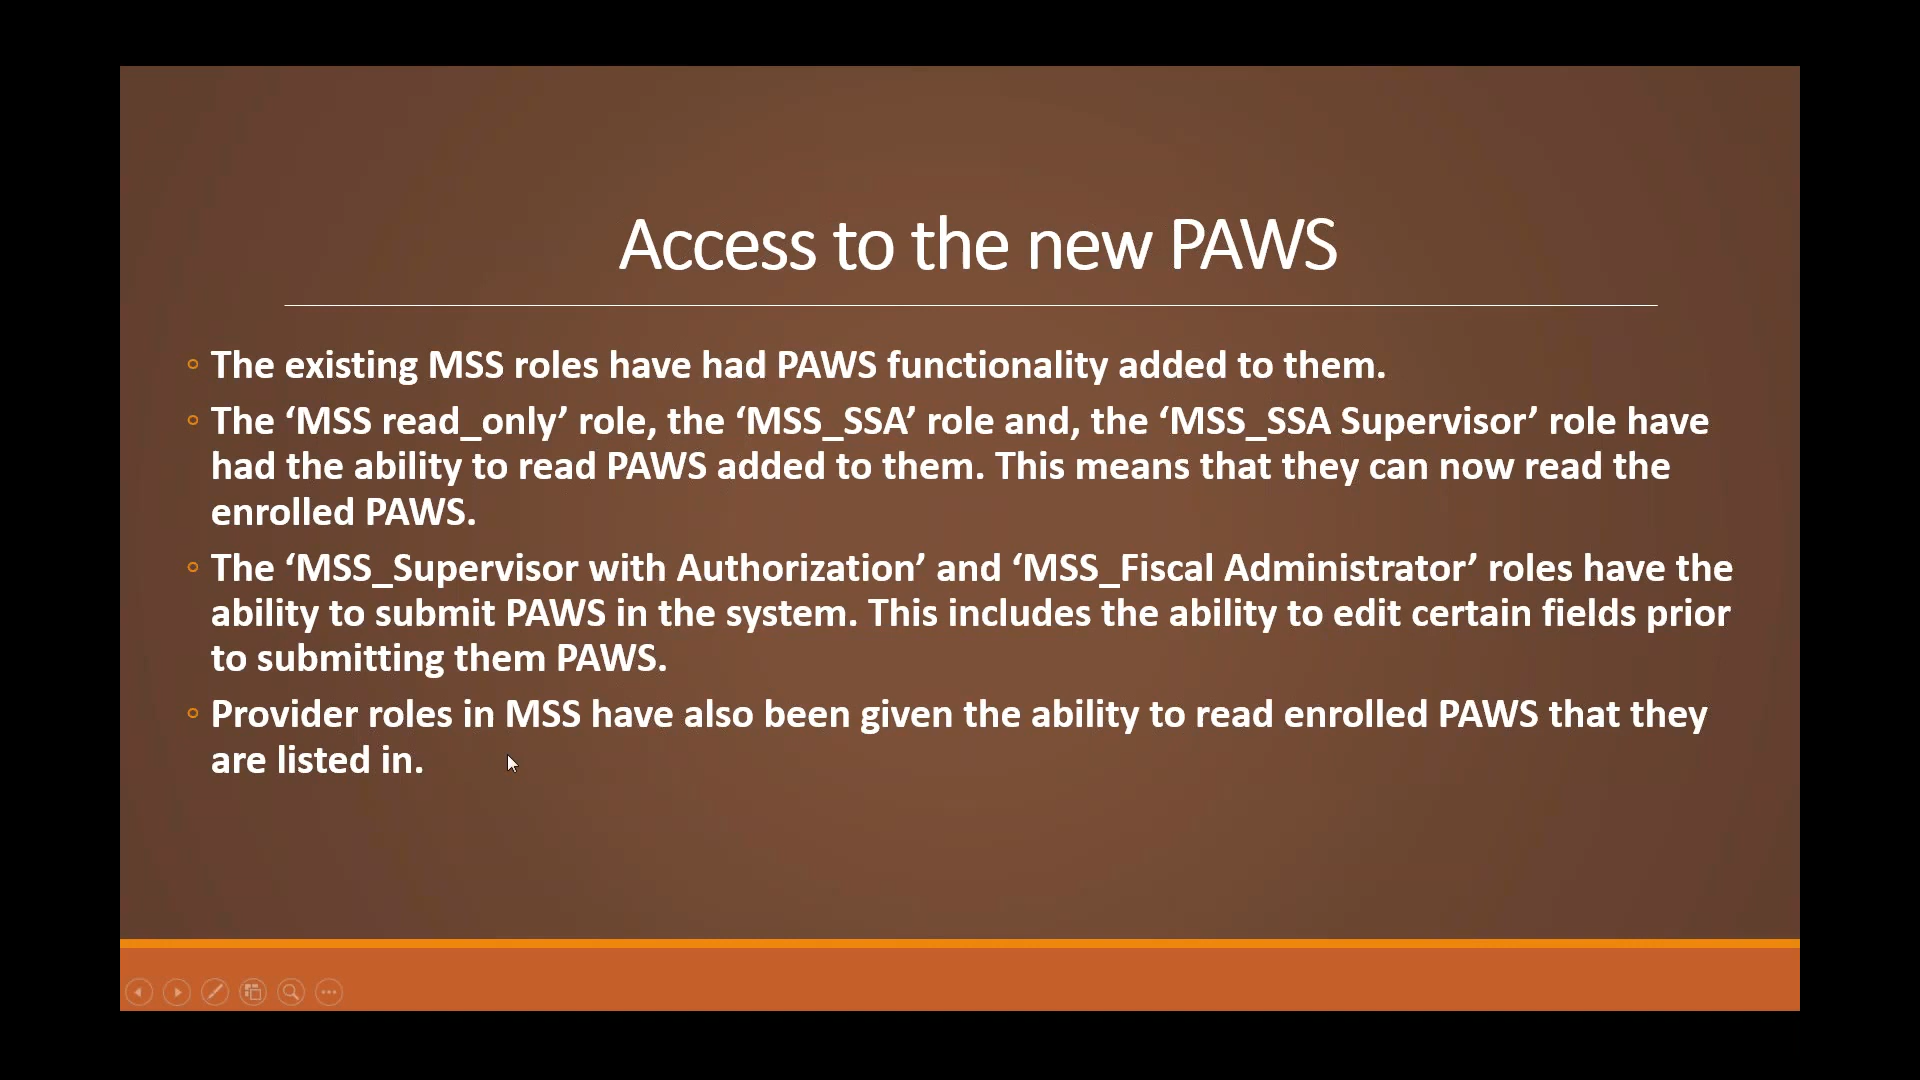 Access to the new PAWS
The existing MSS roles have had PAWS functionality added to them.
The ‘MSS read_only’ role, the ‘MSS_SSA’ role and, the ‘MSS_SSA Supervisor’ role have
had the ability to read PAWS added to them. This means that they can now read the
enrolled PAWS.
The ‘MSS_Supervisor with Authorization’ and ‘MSS_Fiscal Administrator’ roles have the
ability to submit PAWS in the system. This includes the ability to edit certain fields prior
to submitting them PAWS.
Provider roles in MSS have also been given the ability to read enrolled PAWS that they
are listed in.